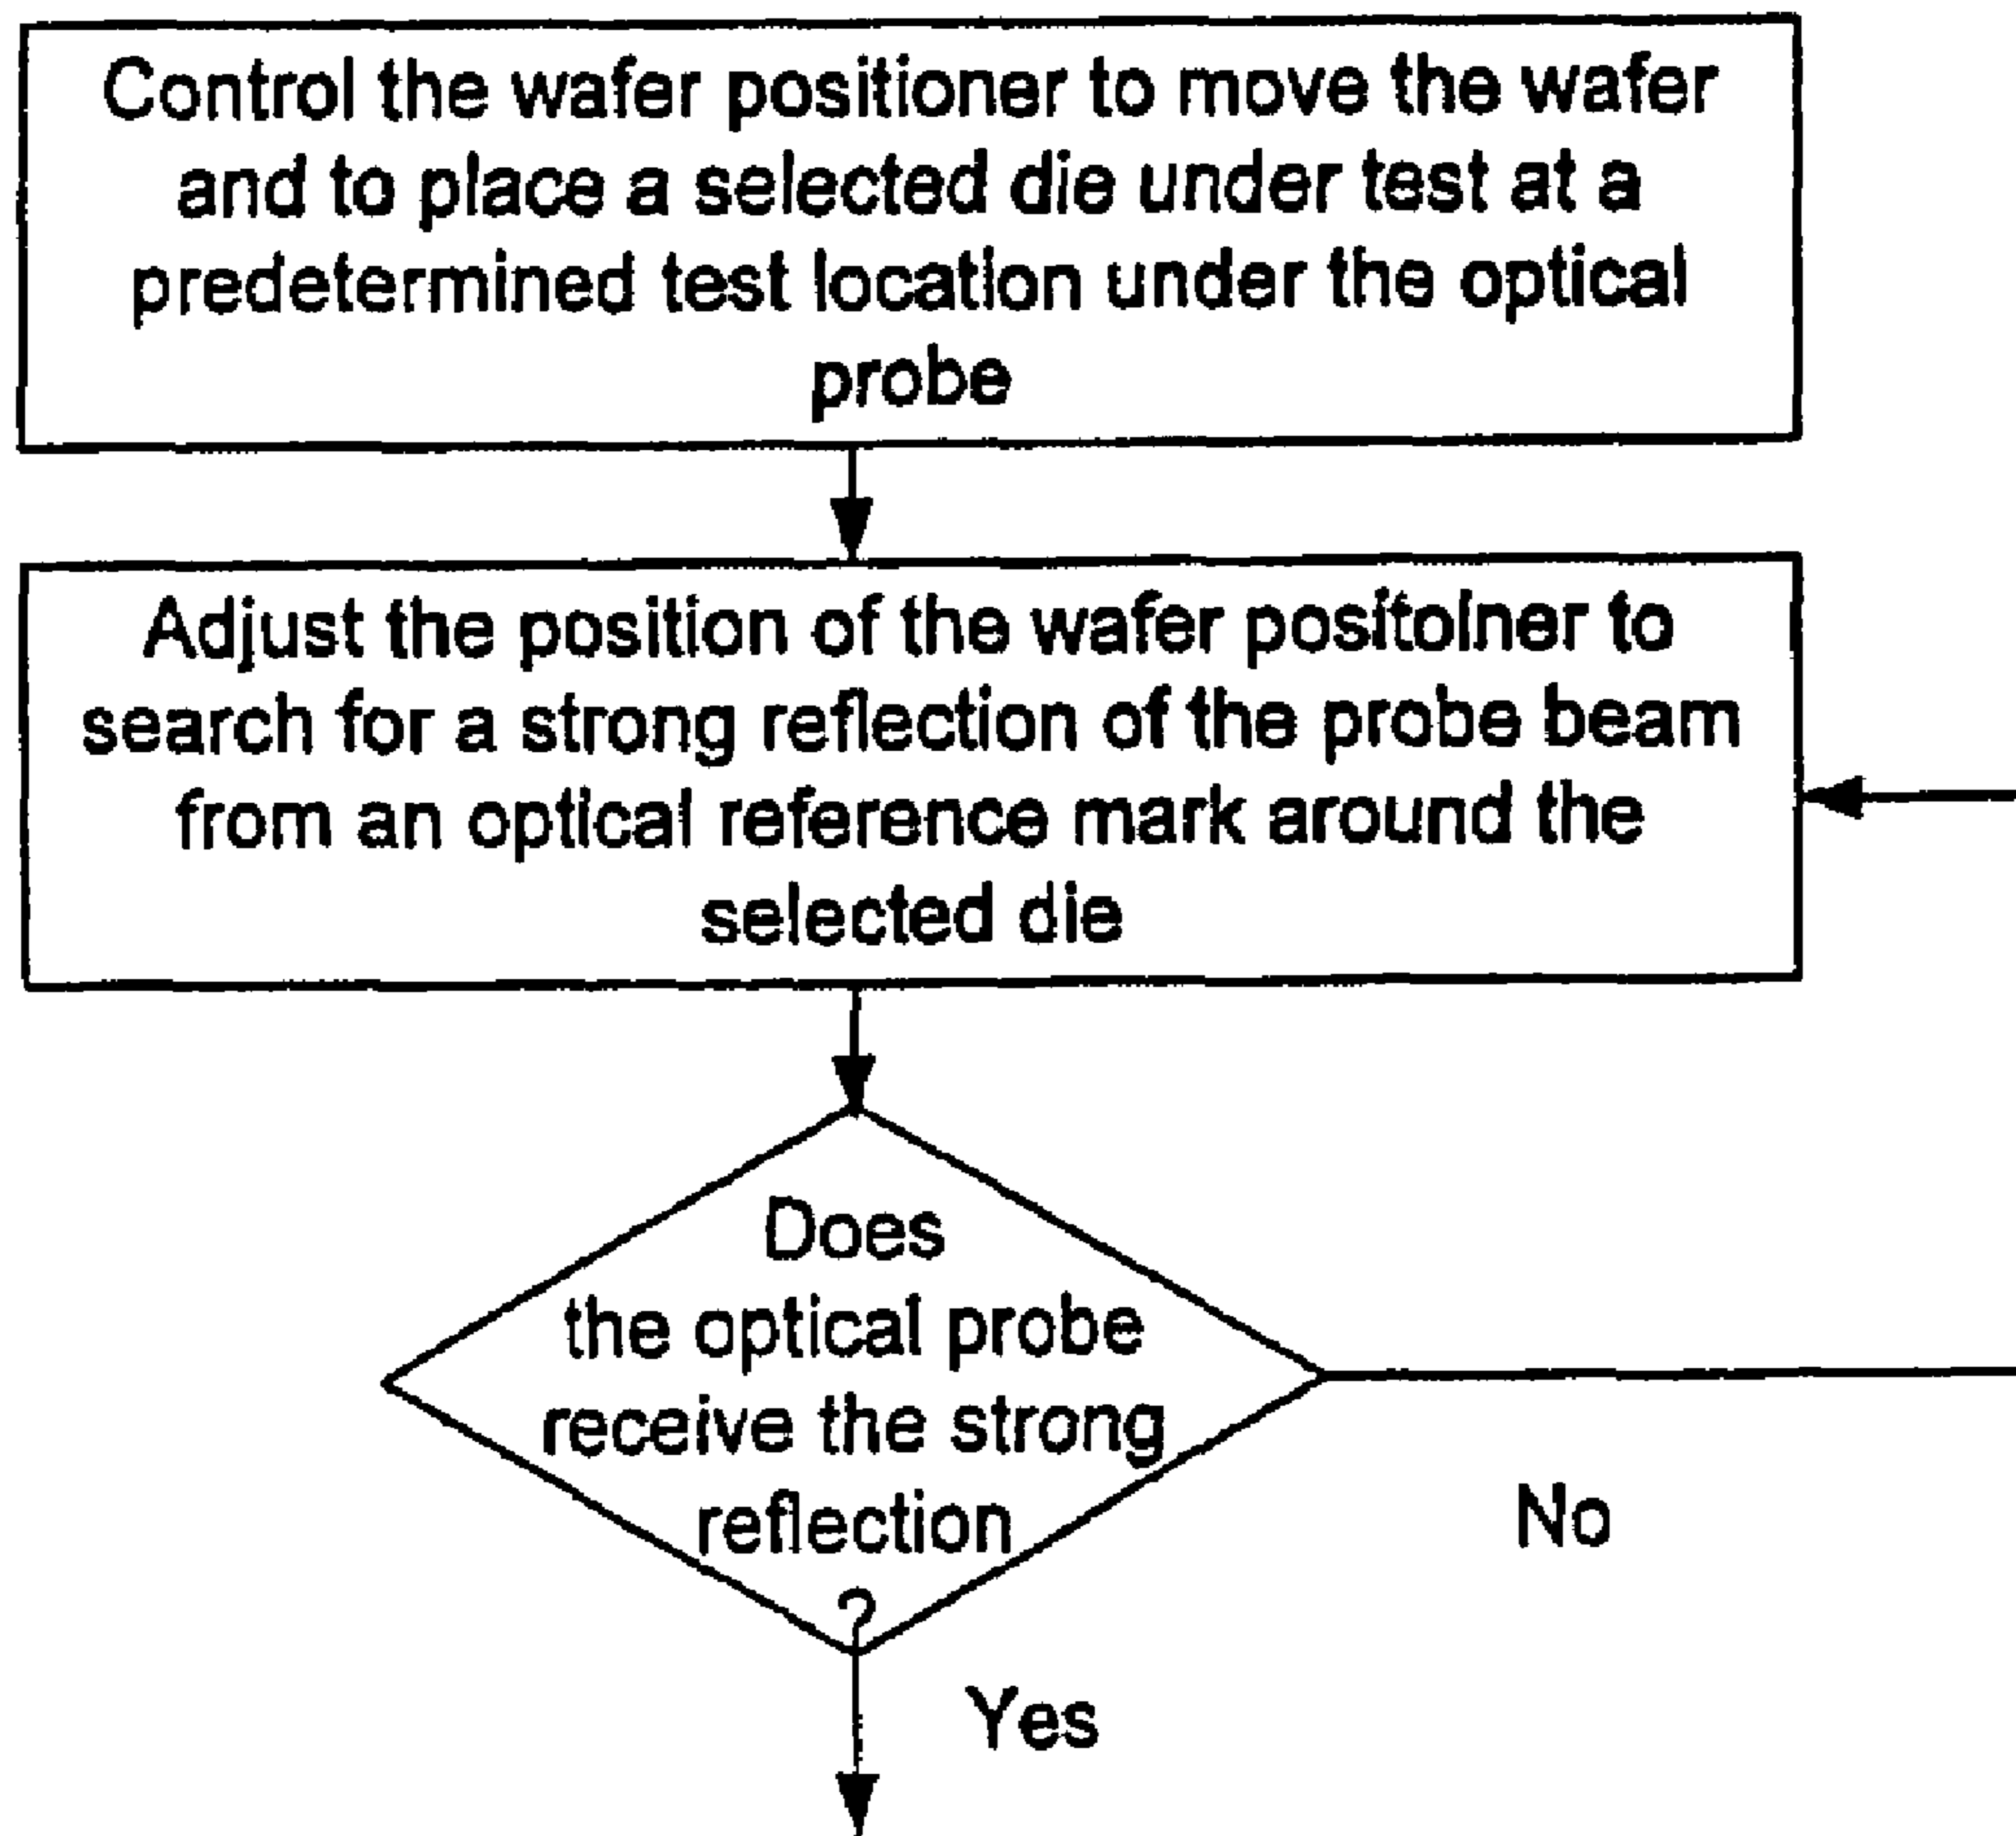 Control the wafer positioner to move the wafer
and to place a selected die under test at a
predetermined test location under the optical
probe
Adjust the position of the wafer positolner to
search for a strong reflection of the probe beam
from an optical reference mark around the
selected die
Does
the optical probe
receive the strong
reflection
?
No
Yes